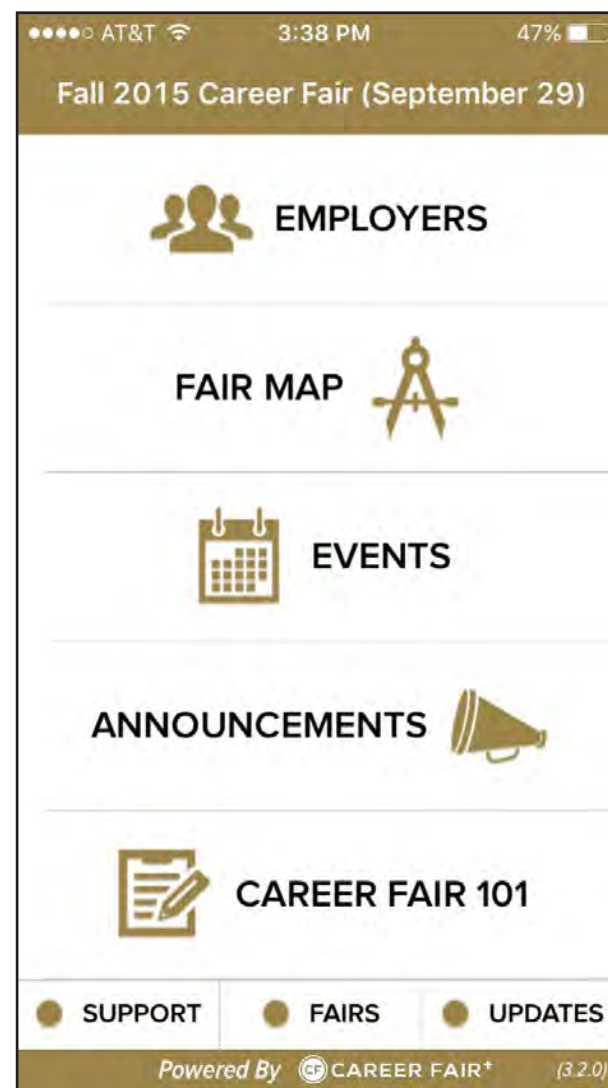 AT&T 3:38 PM 47%
Fall 2015 Career Fair (September 29)
EMPLOYERS
FAIR MAP
EVENTS
ANNOUNCEMENTS
CAREER FAIR 101
SUPPORT FAIRS UPDATES
Powered By CF CAREER FAIR+ (3.2.0)